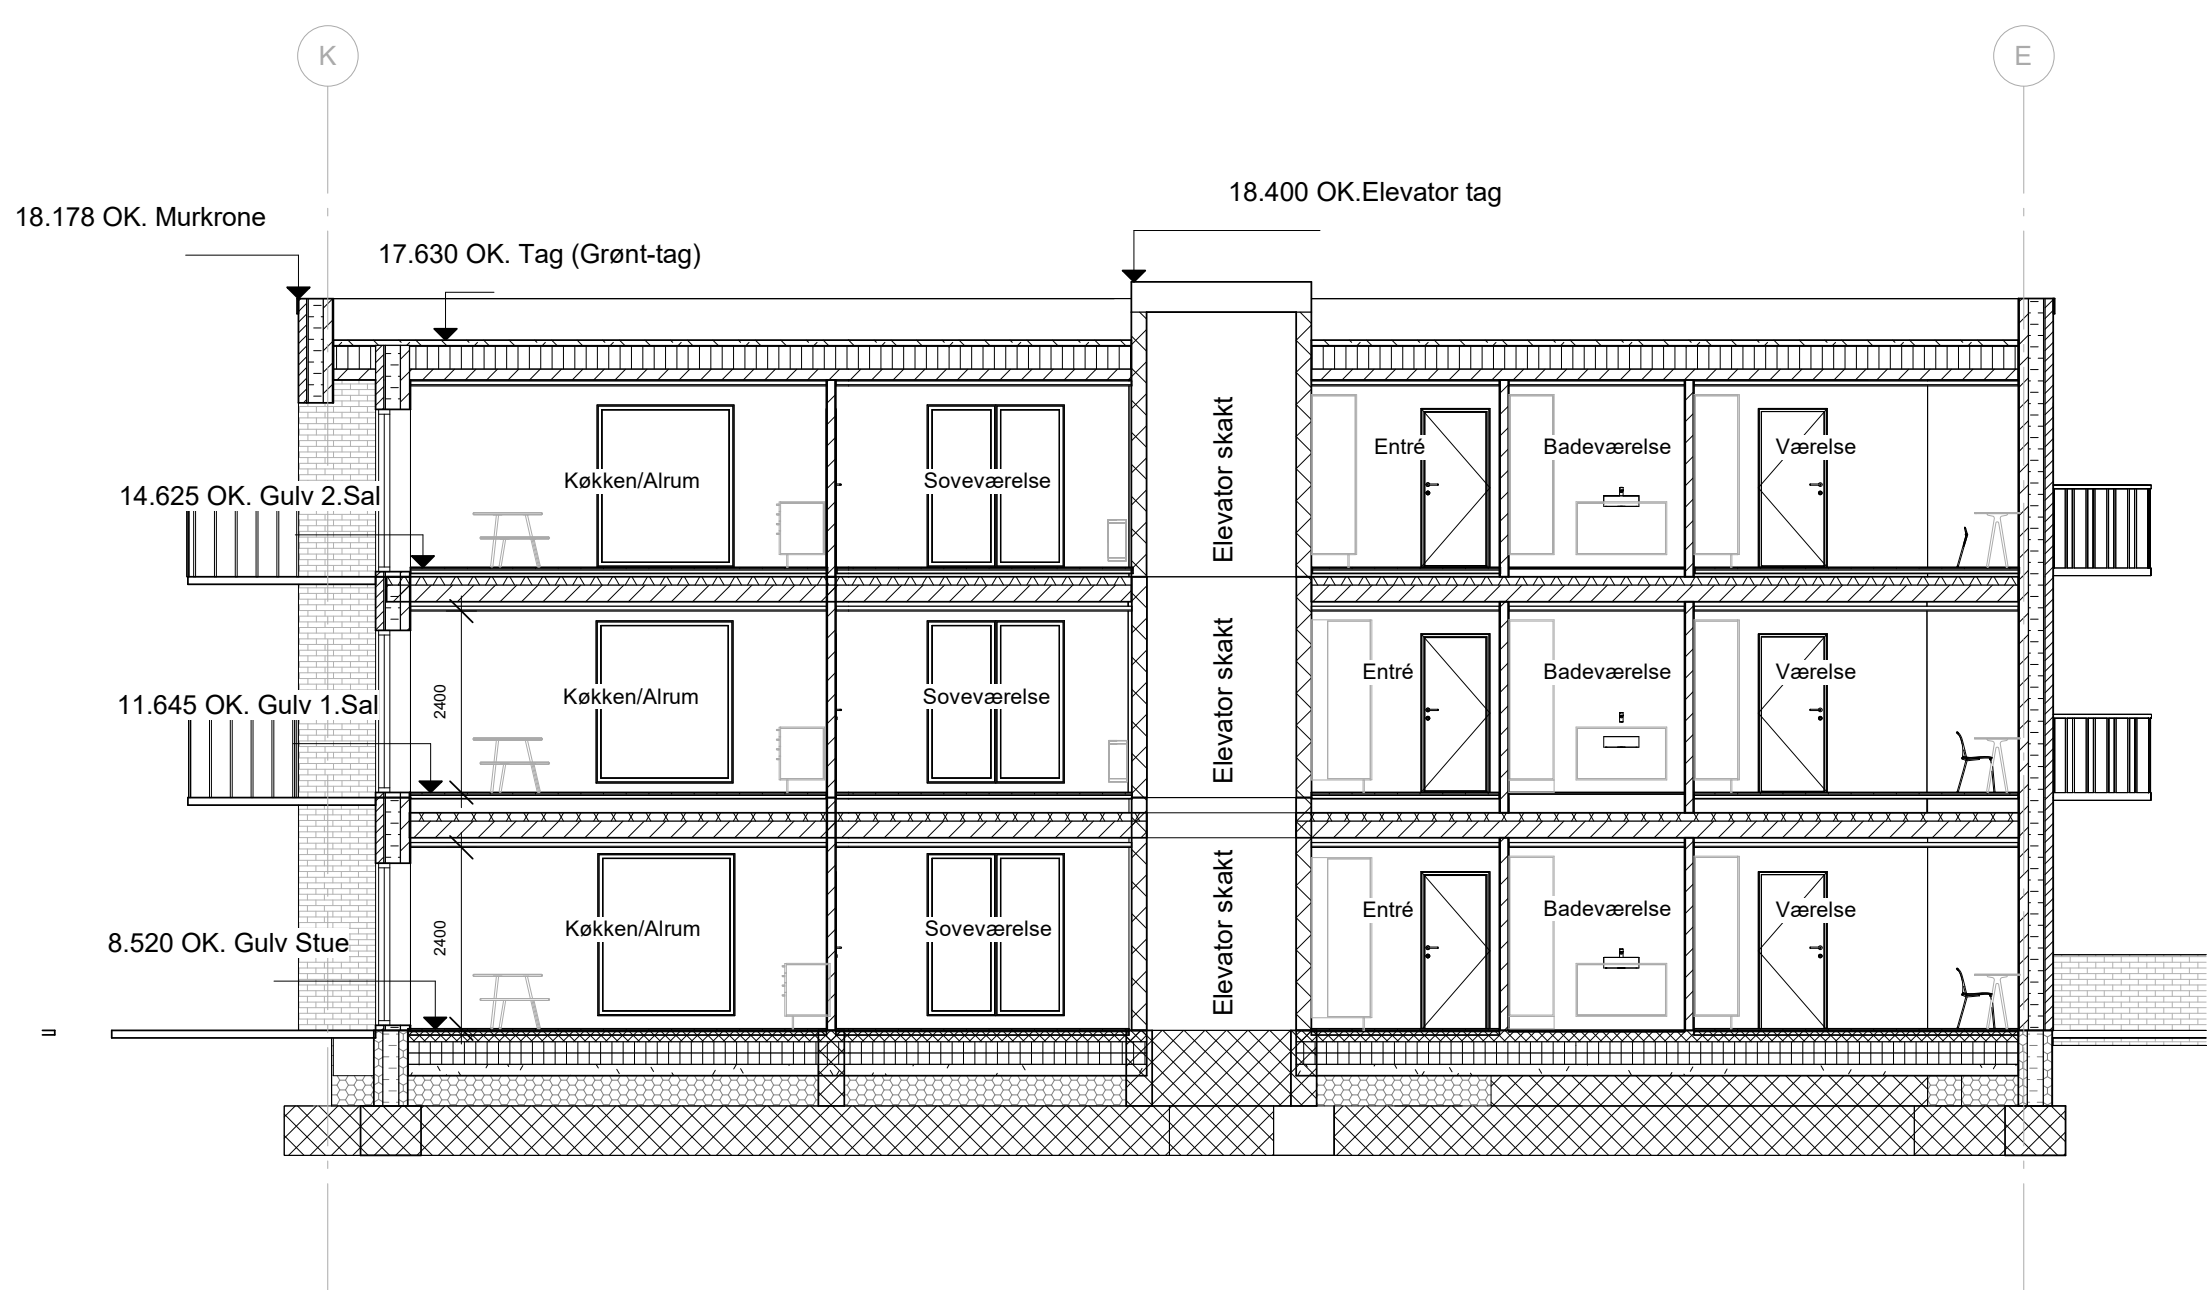 K
E
18.400 OK.Elevator tag
18.178 OK. Murkrone
17.630 OK. Tag (Grønt-tag)
Elevator skakt
Entré
Badeværelse
Værelse
Køkken/Alrum
Soveværelse
14.625 OK. Gulv 2.Sal
Elevator skakt
Entré
Badeværelse
Værelse
2400
Køkken/Alrum
Soveværelse
11.645 OK. Gulv 1.Sal
Elevator skakt
Entré
Badeværelse
Værelse
2400
Køkken/Alrum
Soveværelse
8.520 OK. Gulv Stue